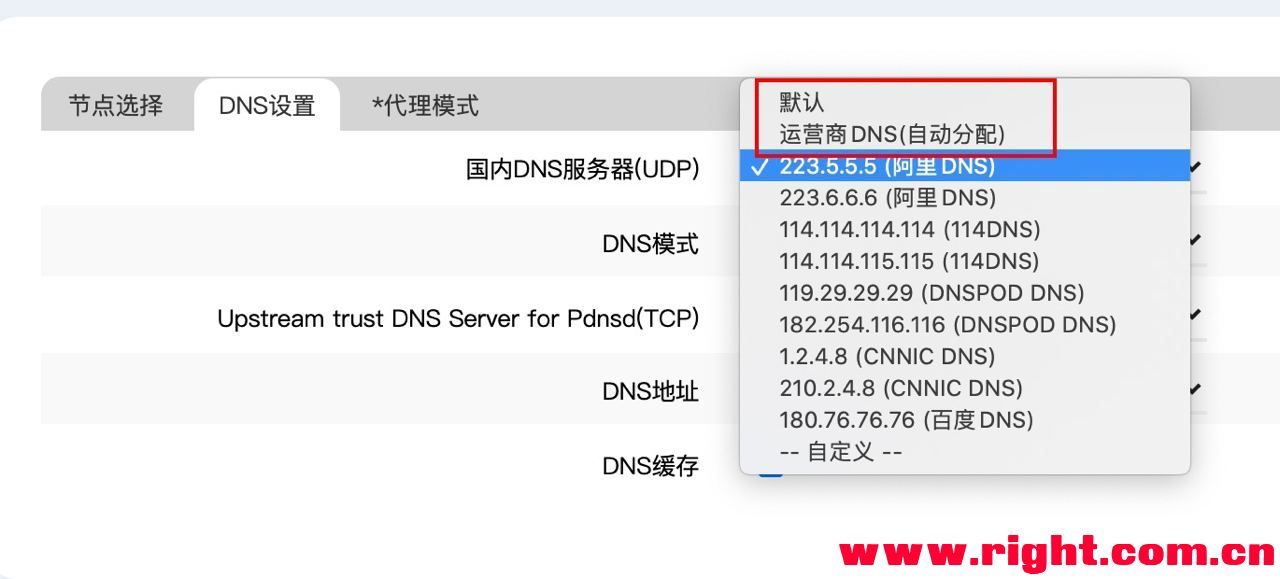 节点选择
DNS设置
*代理模式
默认
运营商DNS(自动分配)
国内DNS服务器(UDP)
223.5.5.5 (阿里DNS)
223.6.6.6 (阿里DNS)
114.114.114.114 (114DNS)
DNS模式
114.114.115.115 (114DNS)
119.29.29.29 (DNSPOD DNS)
Upstream trust DNS Server for Pdnsd(TCP)
182.254.116.116 (DNSPOD DNS)
1.2.4.8 (CNNIC DNS)
DNS地址
210.2.4.8 (CNNIC DNS)
180.76.76.76 (百度DNS)
-- 自定义 --
DNS缓存
www.right.com.cn